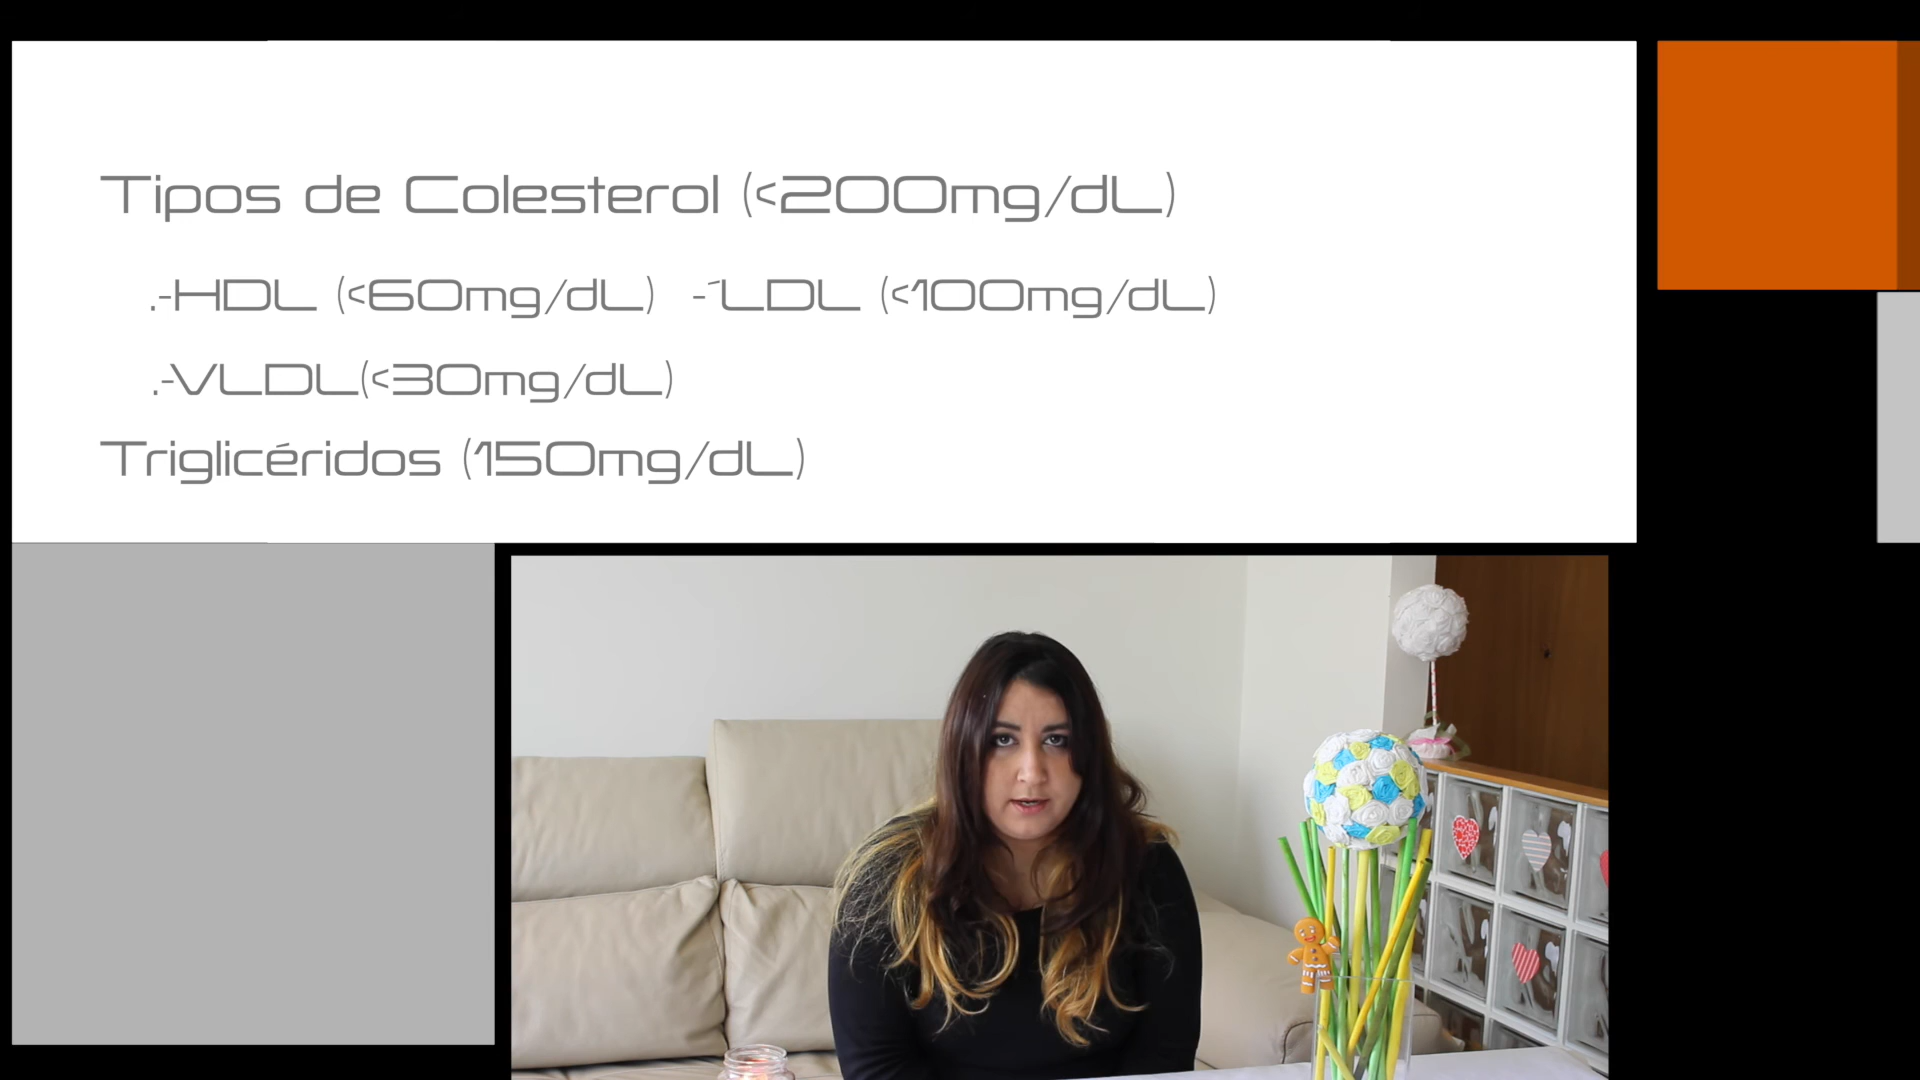 Tipos de Colesterol (<200mg/dL)
.-HDL (<60mg/dL)  -´LDL (<100mg/dL)
.-VLDL(<30mg/dL)
Triglicéridos (150mg/dL)